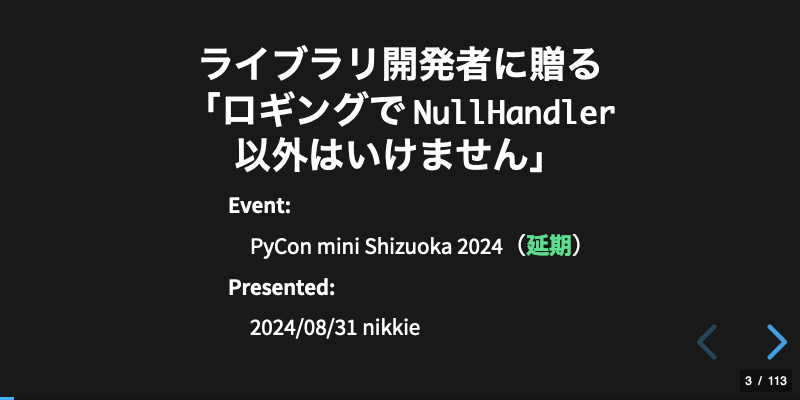 ライブラリ開発者に贈る
「ロギングで NullHandler
以外はいけません」
Event:
PyCon mini Shizuoka 2024（延期）
Presented:
2024/08/31 nikkie
3 / 113